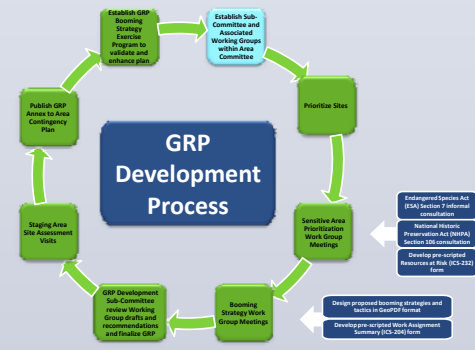 Establish GRP
Booming
Strategy
Exercise
Program to
validate and
enhance plan
Establish Sub-
Committee and
Associated
Working Groups
within Area
Committee
Prioritize Sites
Publish GRP
Annex to Area
Contingency
Plan
GRP
Development
Process
Staging Area
Site Assessment
Visits
Sensitive Area
Prioritization
Work Group
Meetings
Endangered Species Act
(ESA) Section 7 informal
consultation
National Historic
Preservation Act (NHPA)
Section 106 consultation
Develop pre-scripted
Resources at Risk (ICS-232)
form
GRP Development
Sub-Committee
review Working
Group drafts and
recommendations
and finalize GRP
Booming
Strategy Work
Group Meetings
Design proposed booming strategies and
tactics in GeoPDF format
Develop pre-scripted Work Assignment
Summary (ICS-204) form